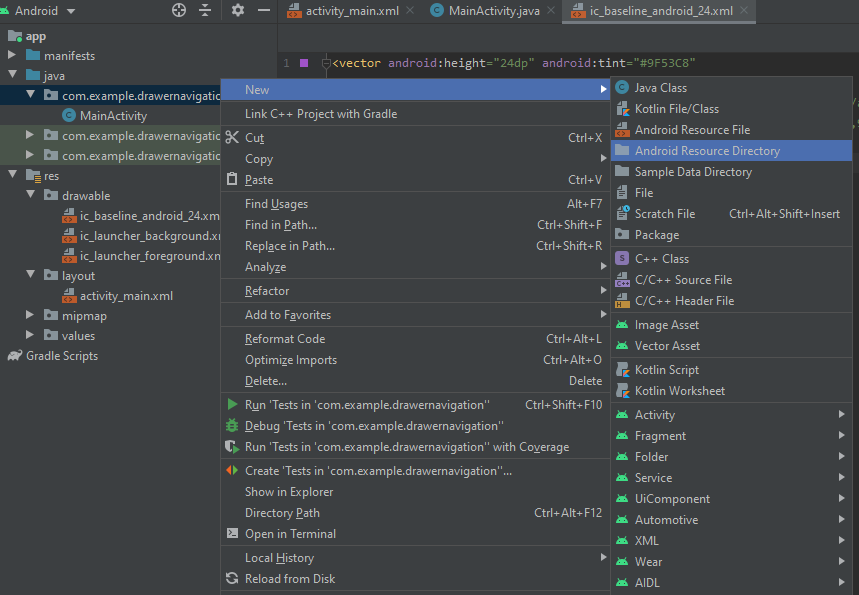 Android
activity_main.xml
MainActivity.java
ic_baseline_android_24.xml
app
manifests
java
com.example.drawernavigatio
MainActivity
com.example.drawernavigatio
com.example.drawernavigatio
res
drawable
ic_baseline_android_24.xm
ic_launcher_background.x
ic_launcher_foreground.xm
layout
activity_main.xml
mipmap
values
Gradle Scripts
1 <vector android:height="24dp" android:tint="#9F53C8"
New
Link C++ Project with Gradle
Cut Ctrl+X
Copy
Paste Ctrl+V
Find Usages Alt+F7
Find in Path... Ctrl+Shift+F
Replace in Path... Ctrl+Shift+R
Analyze
Refactor
Add to Favorites
Reformat Code Ctrl+Alt+L
Optimize Imports Ctrl+Alt+O
Delete... Delete
Run 'Tests in 'com.example.drawernavigation'' Ctrl+Shift+F10
Debug 'Tests in 'com.example.drawernavigation''
Run 'Tests in 'com.example.drawernavigation'' with Coverage
Create 'Tests in 'com.example.drawernavigation''...
Show in Explorer
Directory Path Ctrl+Alt+F12
Open in Terminal
Local History
Reload from Disk
Java Class
Kotlin File/Class
Android Resource File
Android Resource Directory
Sample Data Directory
File
Scratch File Ctrl+Alt+Shift+Insert
Package
C++ Class
C/C++ Source File
C/C++ Header File
Image Asset
Vector Asset
Kotlin Script
Kotlin Worksheet
Activity
Fragment
Folder
Service
UiComponent
Automotive
XML
Wear
AIDL